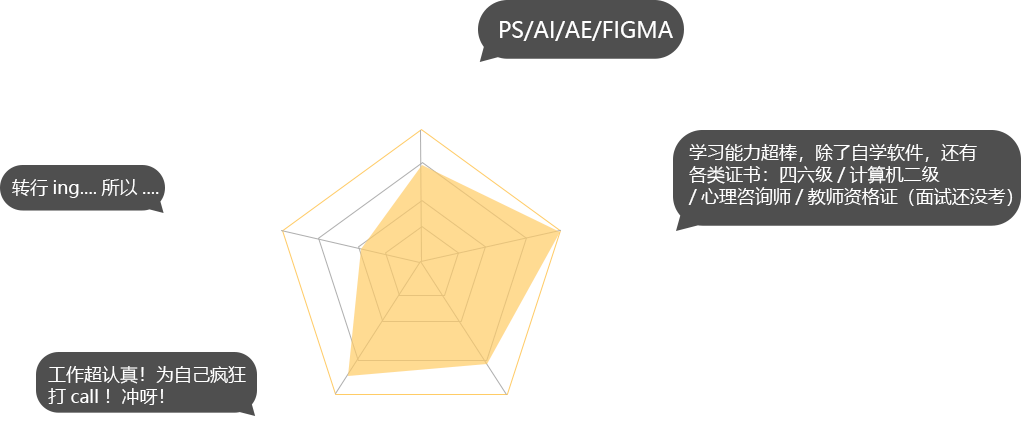 PS/AI/AE/FIGMA
学习能力超棒，除了自学软件，还有
各类证书：四六级 / 计算机二级
/ 心理咨询师 / 教师资格证（面试还没考）
转行 ing.... 所以 ....
工作超认真！为自己疯狂
打 call ！冲呀！